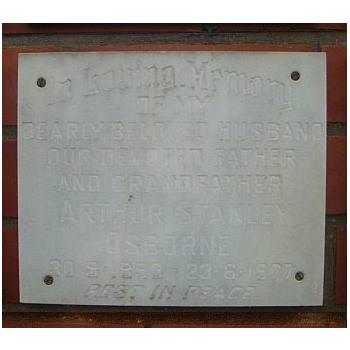 In Loving Memory
OF MY
DEARLY BELOVED HUSBAND
OUR DEVOTED FATHER
AND GRANDFATHER
ARTHUR STANLEY
OSBORNE
REST IN PEACE